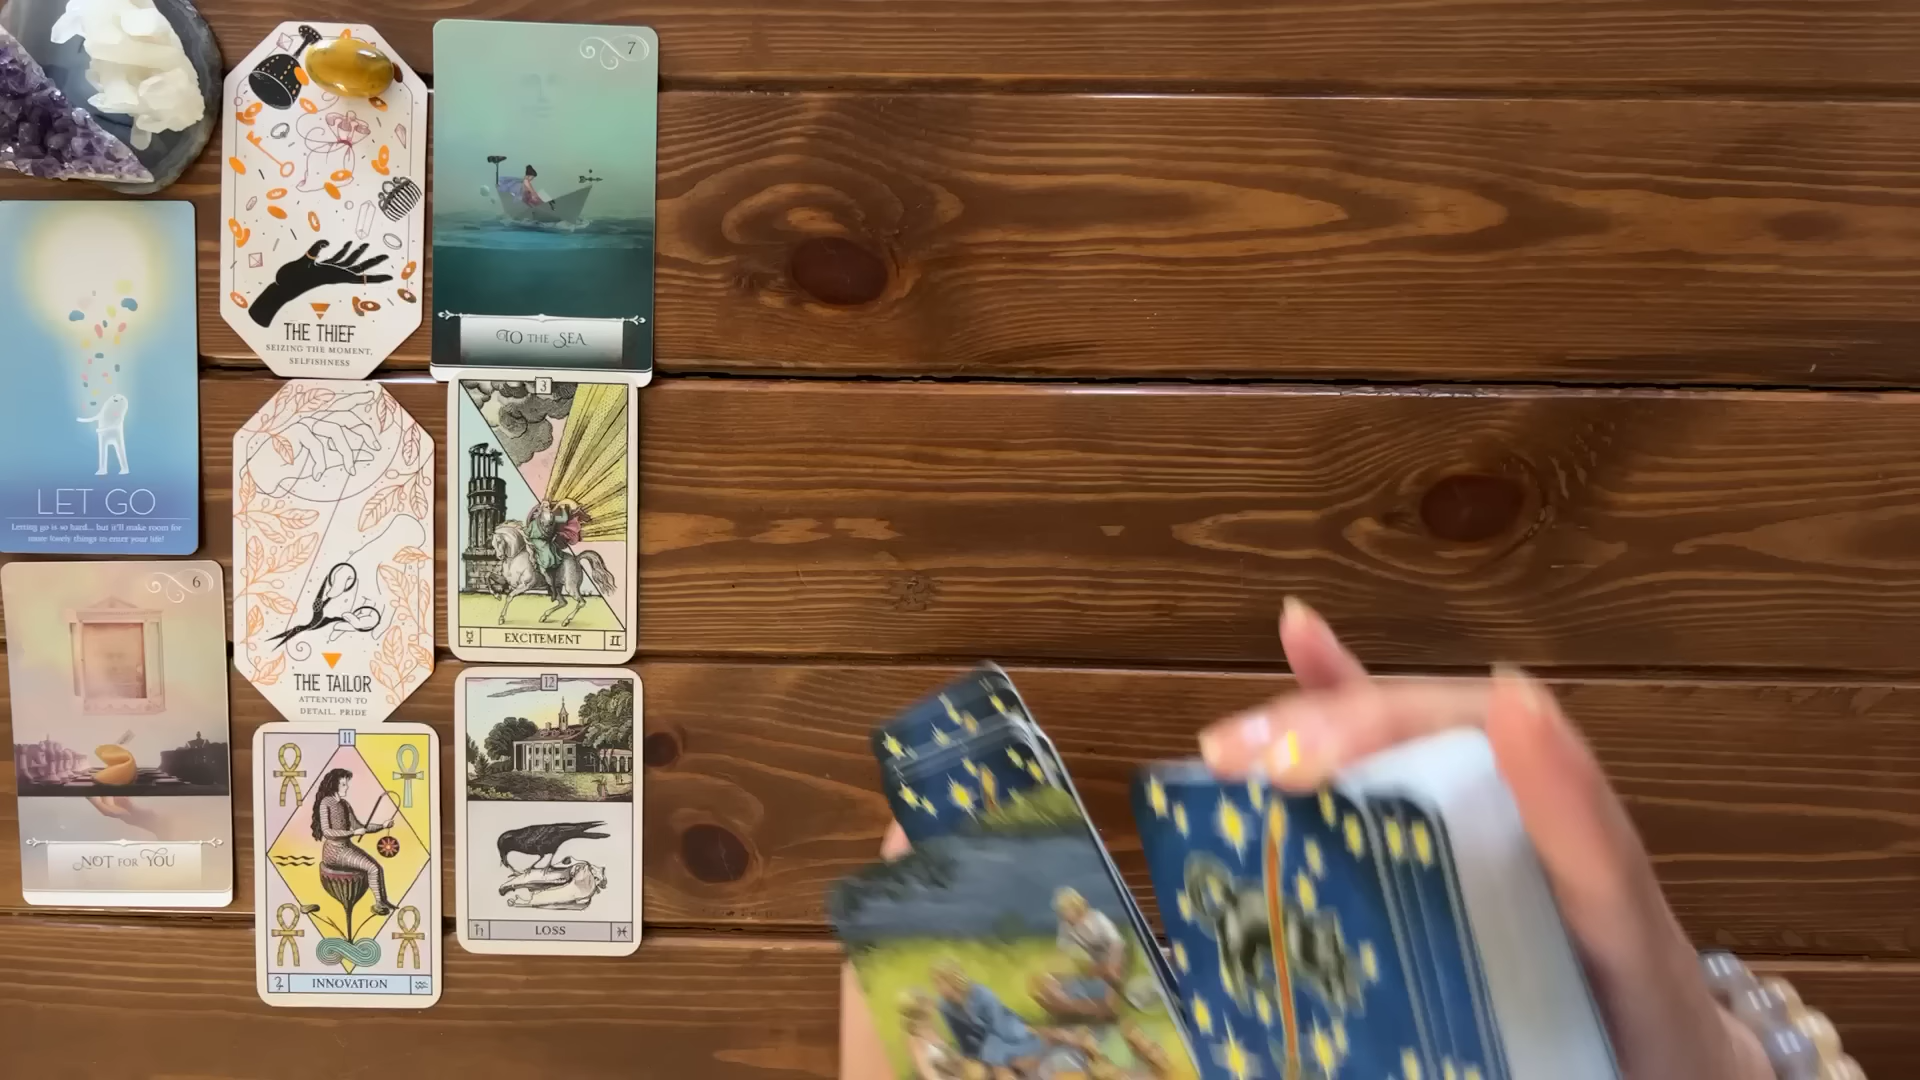 LET GO
Letting go is so hard... but it'll make room for
more lovely things to enter your life!
6
NOT FOR YOU
THE THIEF
SEIZING THE MOMENT,
SELFISHNESS
THE TAILOR
ATTENTION TO
DETAIL, PRIDE
11
INNOVATION
7
TO THE SEA
3
EXCITEMENT
12
LOSS